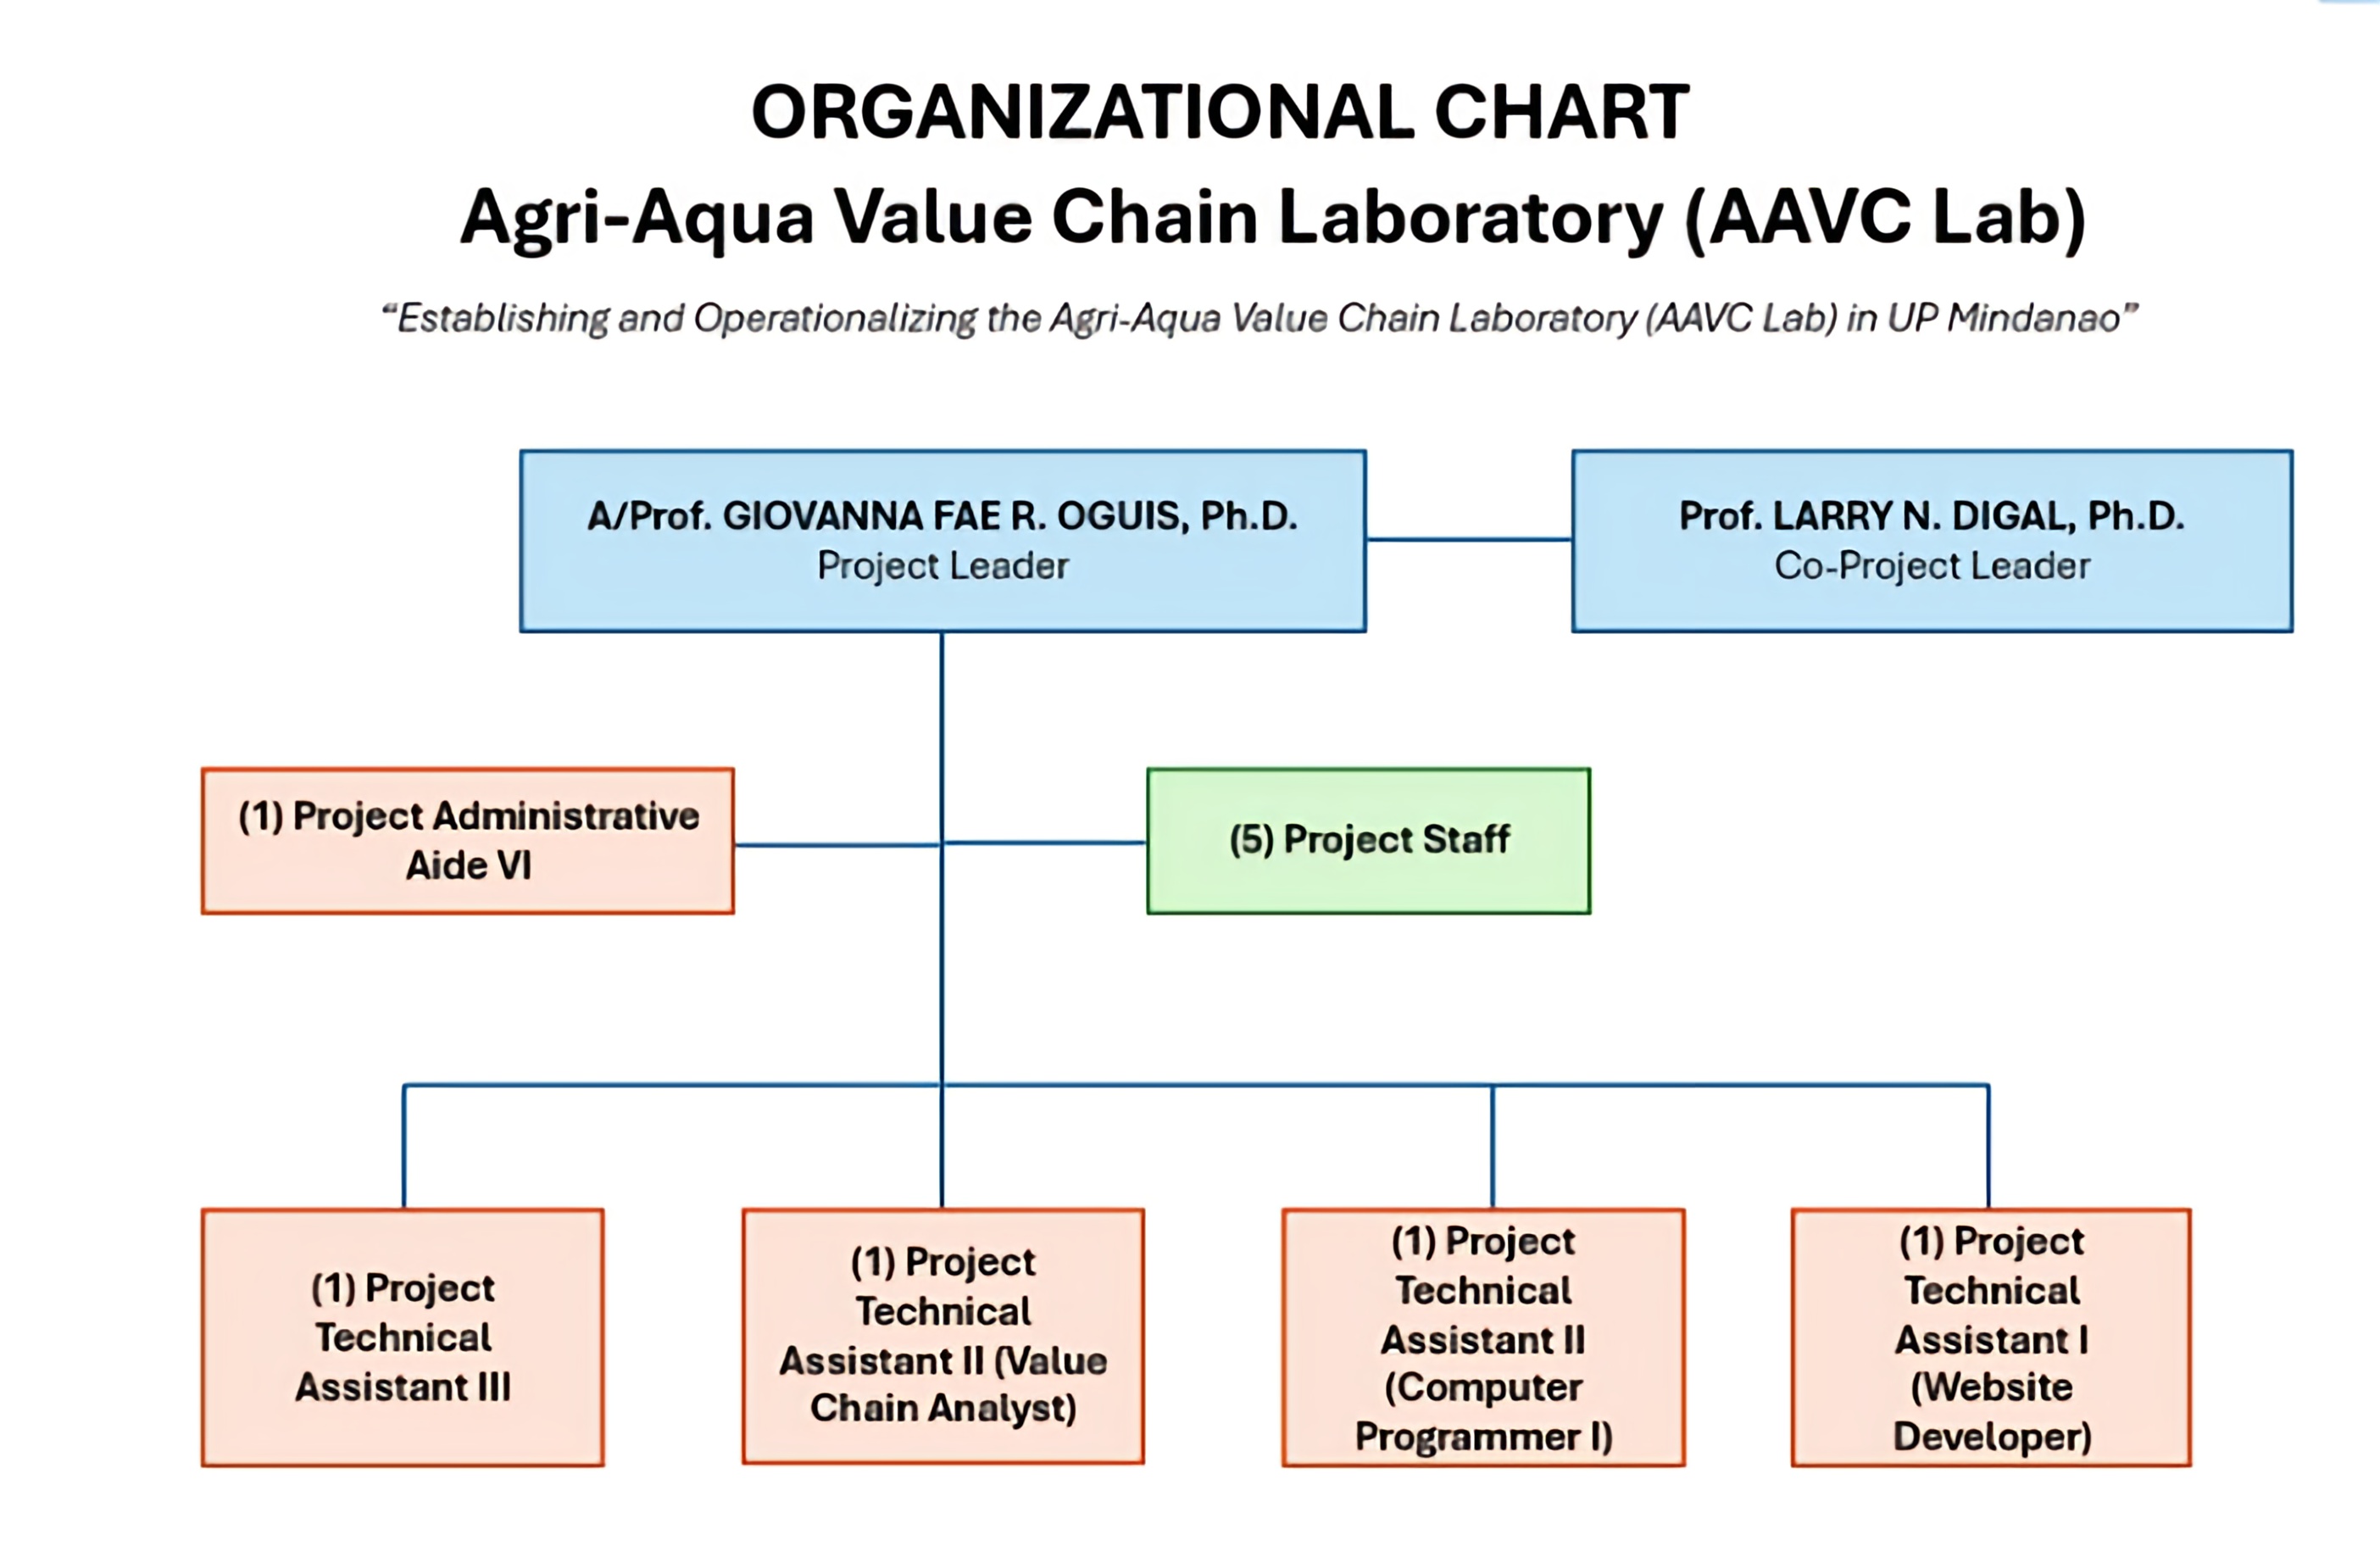 ORGANIZATIONAL CHART
Agri-Aqua Value Chain Laboratory (AAVC Lab)
“Establishing and Operationalizing the Agri-Aqua Value Chain Laboratory (AAVC Lab) in UP Mindanao”
A/Prof. GIOVANNA FAE R. OGUIS, Ph.D.
Project Leader
Prof. LARRY N. DIGAL, Ph.D.
Co-Project Leader
(1) Project Administrative
Aide VI
(5) Project Staff
(1) Project
Technical
Assistant III
(1) Project
Technical
Assistant II (Value
Chain Analyst)
(1) Project
Technical
Assistant II
(Computer
Programmer I)
(1) Project
Technical
Assistant I
(Website
Developer)